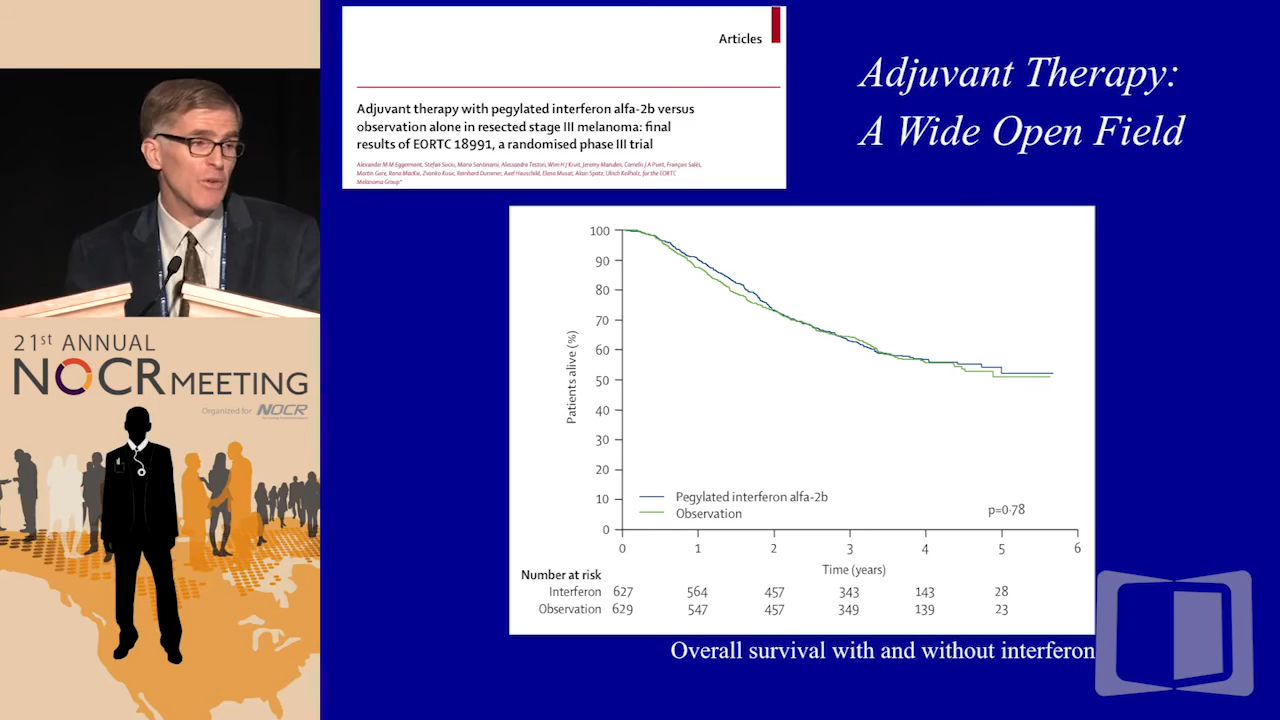 21st ANNUAL
NOCR MEETING
Organized for NOCR
Articles
Adjuvant therapy with pegylated interferon alfa-2b versus
observation alone in resected stage III melanoma: final
results of EORTC 18991, a randomised phase III trial
Alexander M M Eggermont, Stefan Suciu, Mario Santinami, Alessandro Testori, Wim H J Kruit, Jeremy Marsden, Cornelis J A Punt, François Salès,
Martin Gore, Rona MacKie, Zvonko Kusic, Reinhard Dummer, Axel Hauschild, Elena Musat, Alain Spatz, Ulrich Keilholz, for the EORTC
Melanoma Group*
Adjuvant Therapy:
A Wide Open Field
Patients alive (%)
100
90
80
70
60
50
40
30
20
10
0
Pegylated interferon alfa-2b
Observation
p=0·78
0 1 2 3 4 5 6
Time (years)
Number at risk
Interferon 627 564 457 343 143 28
Observation 629 547 457 349 139 23
Overall survival with and without interferon